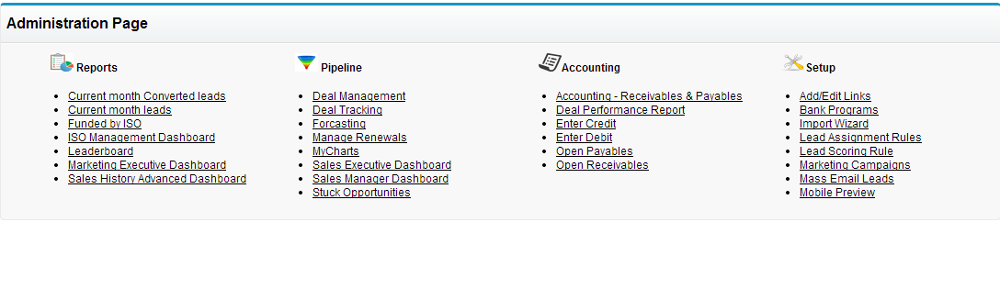 Administration Page
Reports
Current month Converted leads
Current month leads
Funded by ISO
ISO Management Dashboard
Leaderboard
Marketing Executive Dashboard
Sales History Advanced Dashboard
Pipeline
Deal Management
Deal Tracking
Forcasting
Manage Renewals
MyCharts
Sales Executive Dashboard
Sales Manager Dashboard
Stuck Opportunities
Accounting
Accounting - Receivables & Payables
Deal Performance Report
Enter Credit
Enter Debit
Open Payables
Open Receivables
Setup
Add/Edit Links
Bank Programs
Import Wizard
Lead Assignment Rules
Lead Scoring Rule
Marketing Campaigns
Mass Email Leads
Mobile Preview